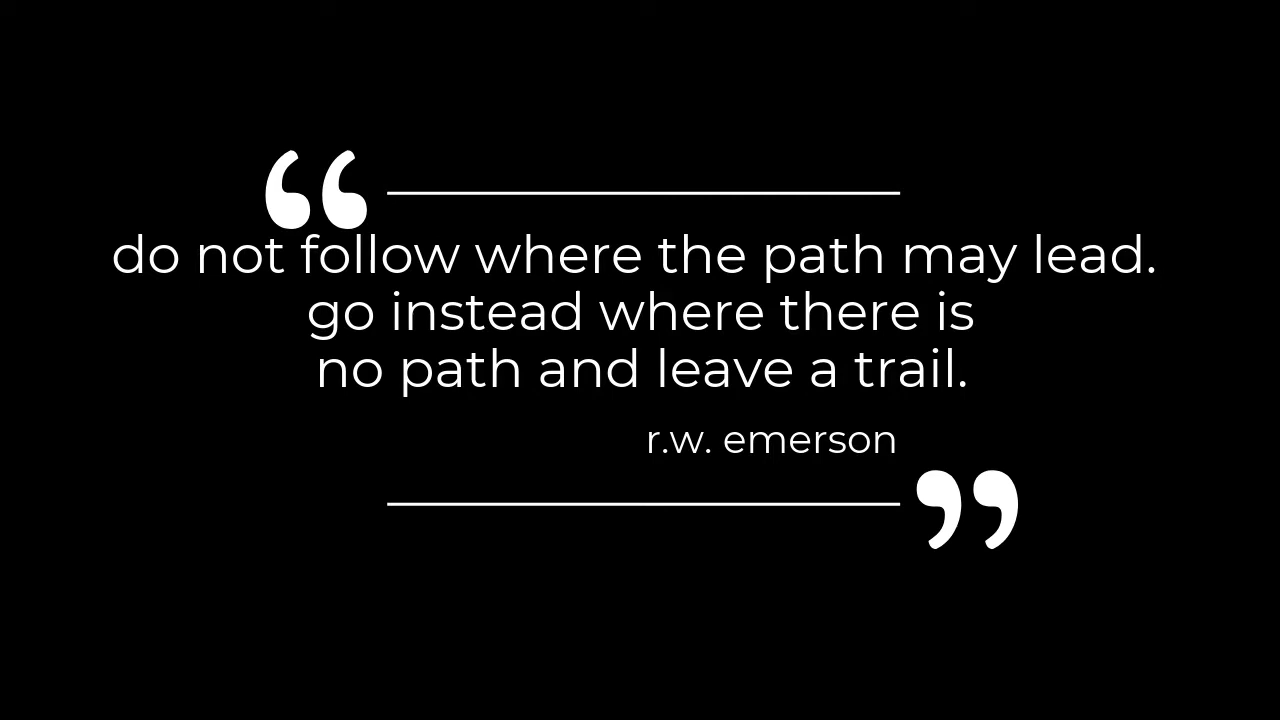 “
do not follow where the path may lead.
go instead where there is
no path and leave a trail.
r.w. emerson
”